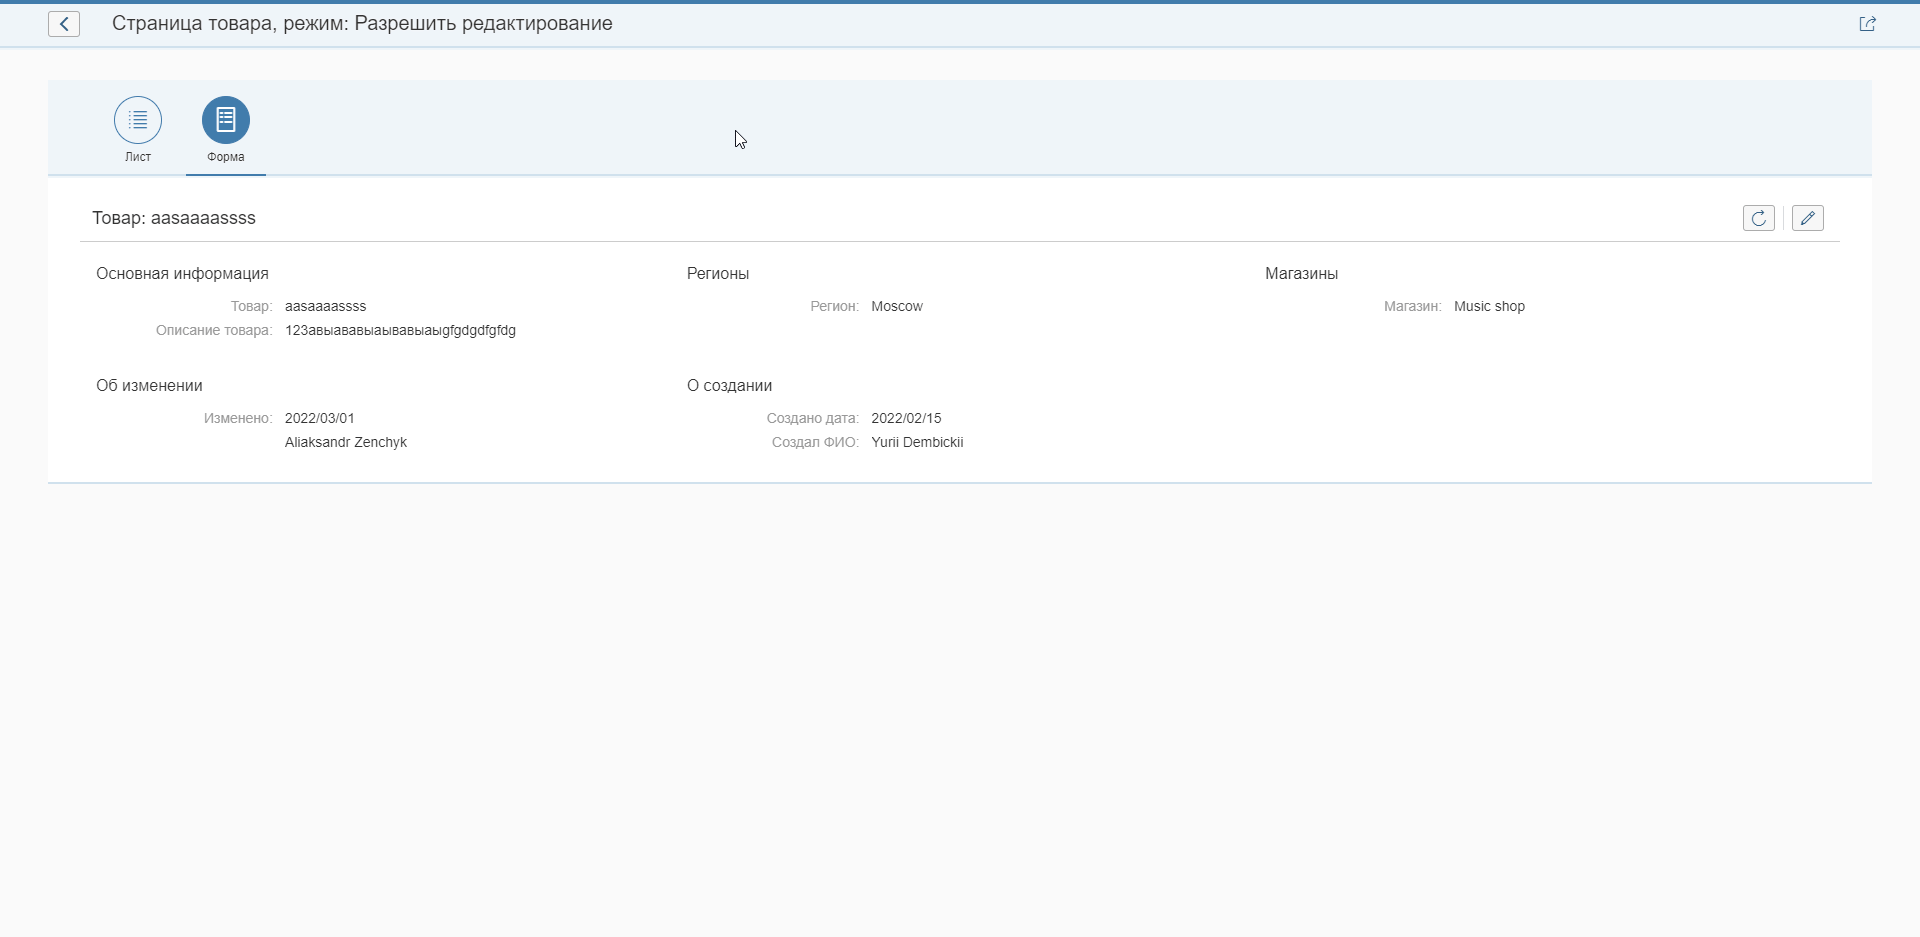 Страница товара, режим: Разрешить редактирование
Лист
Форма
Товар: aasaaaassss
Основная информация
Товар: aasaaaassss
Описание товара: 123авыававыаывавыаыgfgdgdfgfdg
Регионы
Регион: Moscow
Магазины
Магазин: Music shop
Об изменении
Изменено: 2022/03/01
Aliaksandr Zenchyk
О создании
Создано дата: 2022/02/15
Создал ФИО: Yurii Dembickii